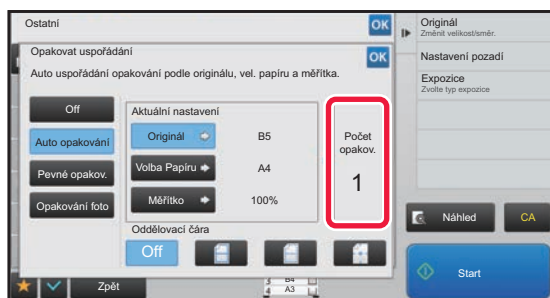 Ostatní
OK
Opakovat uspořádání
OK
Auto uspořádání opakování podle originálu, vel. papíru a měřítka.
Off
Auto opakování
Pevné opakov.
Opakování foto
Aktuální nastavení
Originál
B5
Volba Papíru
A4
Měřítko
100%
Počet
opakov.
1
Oddělovací čára
Off
Zpět
3 B4
4 A3
Originál
Změnit velikost/směr.
Nastavení pozadí
Expozice
Zvolte typ expozice
Náhled
CA
Start